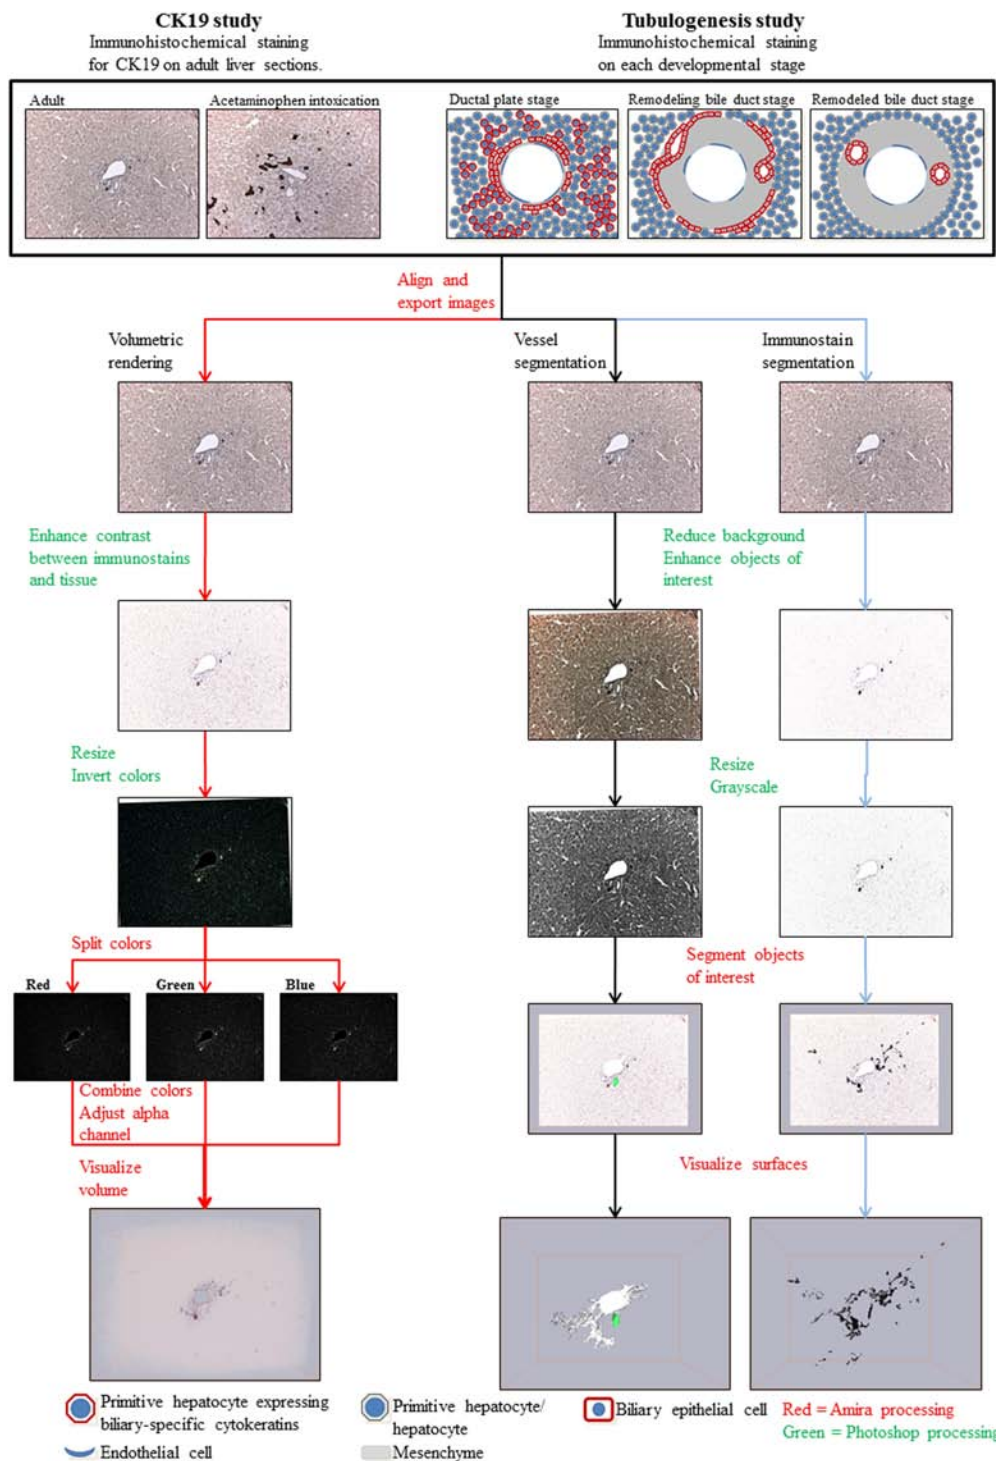 CK19 study
Immunohistochemical staining
for CK19 on adult liver sections.
Tubulogenesis study
Immunohistochemical staining
on each developmental stage
Adult
Acetaminophen intoxication
Ductal plate stage
Remodeling bile duct stage
Remodeled bile duct stage
Align and
export images
Volumetric
rendering
Vessel
segmentation
Immunostain
segmentation
Enhance contrast
between immunostains
and tissue
Reduce background
Enhance objects of
interest
Resize
Invert colors
Resize
Grayscale
Split colors
Segment objects
of interest
Red
Green
Blue
Combine colors
Adjust alpha
channel
Visualize
volume
Visualize surfaces
Primitive hepatocyte expressing
biliary-specific cytokeratins
Primitive hepatocyte/
hepatocyte
Biliary epithelial cell
Red = Amira processing
Green = Photoshop processing
Endothelial cell
Mesenchyme